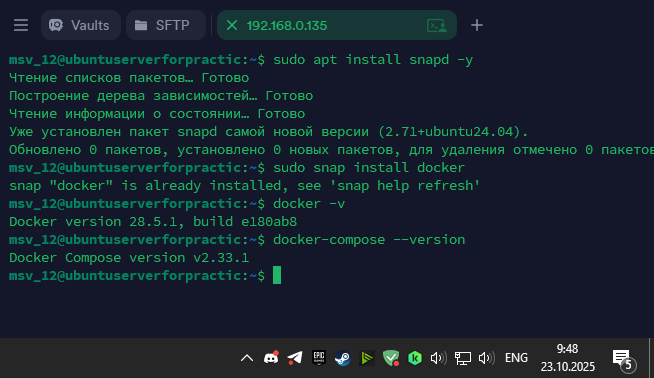 Vaults
SFTP
192.168.0.135
msv_12@ubuntuserverforpractic:~$ sudo apt install snapd -y
Чтение списков пакетов… Готово
Построение дерева зависимостей… Готово
Чтение информации о состоянии… Готово
Уже установлен пакет snapd самой новой версии (2.71+ubuntu24.04).
Обновлено 0 пакетов, установлено 0 новых пакетов, для удаления отмечено 0 пакетов
msv_12@ubuntuserverforpractic:~$ sudo snap install docker
snap "docker" is already installed, see 'snap help refresh'
msv_12@ubuntuserverforpractic:~$ docker -v
Docker version 28.5.1, build e180ab8
msv_12@ubuntuserverforpractic:~$ docker-compose --version
Docker Compose version v2.33.1
msv_12@ubuntuserverforpractic:~$
EPIC GAMES
ENG
9:48
23.10.2025
5